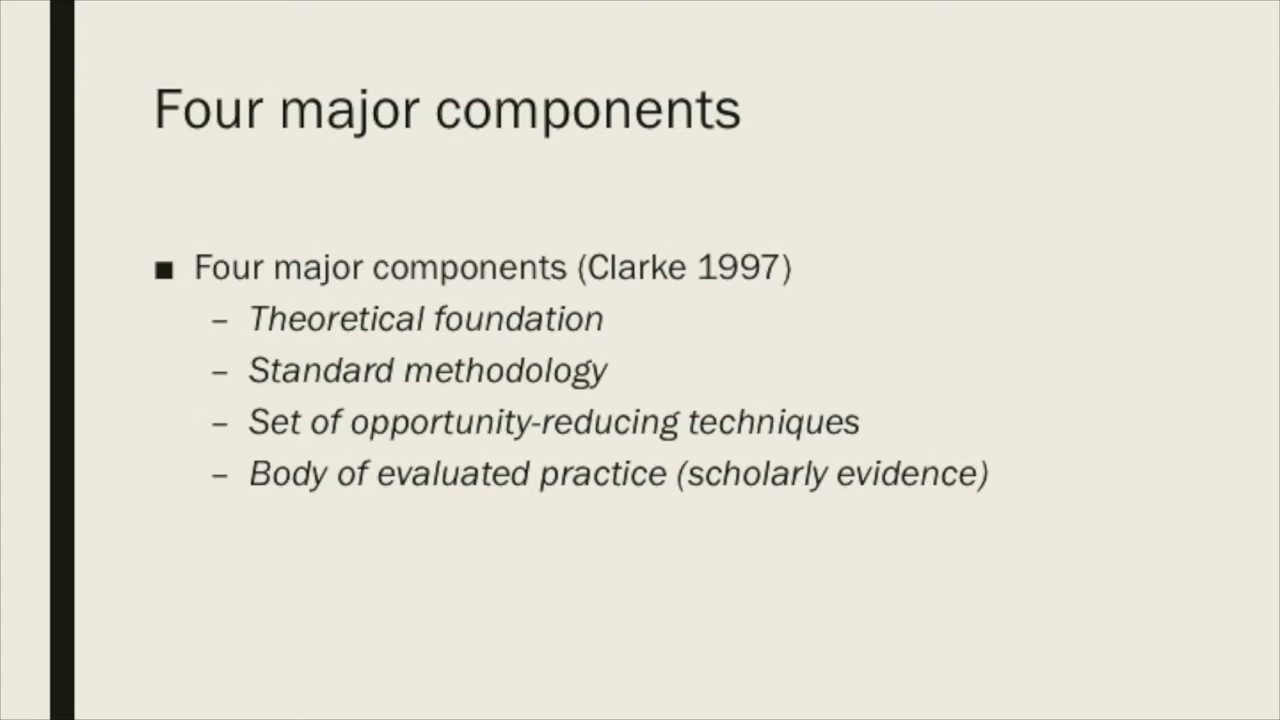 Four major components
■ Four major components (Clarke 1997)
– Theoretical foundation
– Standard methodology
– Set of opportunity-reducing techniques
– Body of evaluated practice (scholarly evidence)